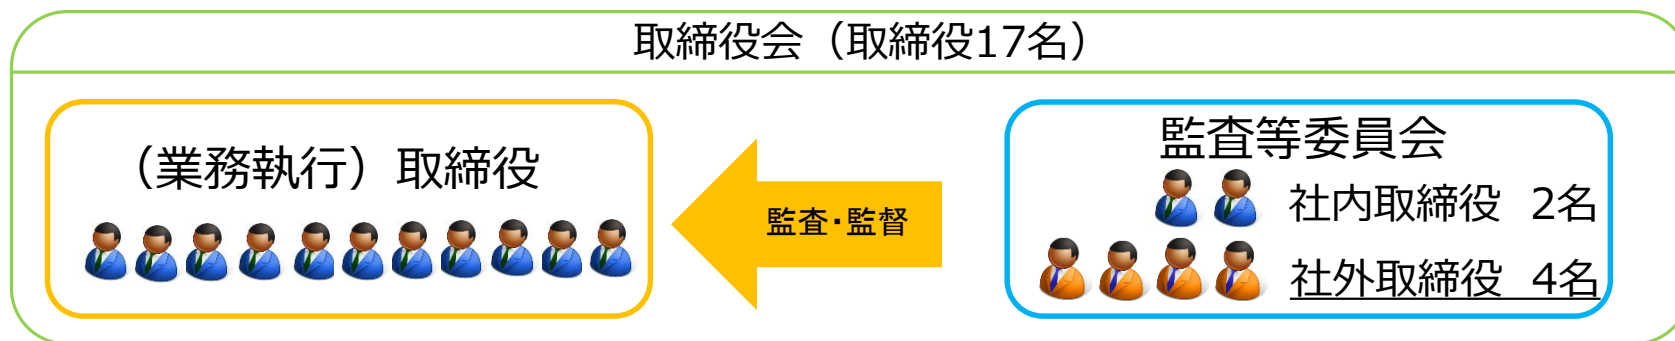 取締役会（取締役17名）
（業務執行）取締役
監査・監督
監査等委員会
社内取締役 2名
社外取締役 4名